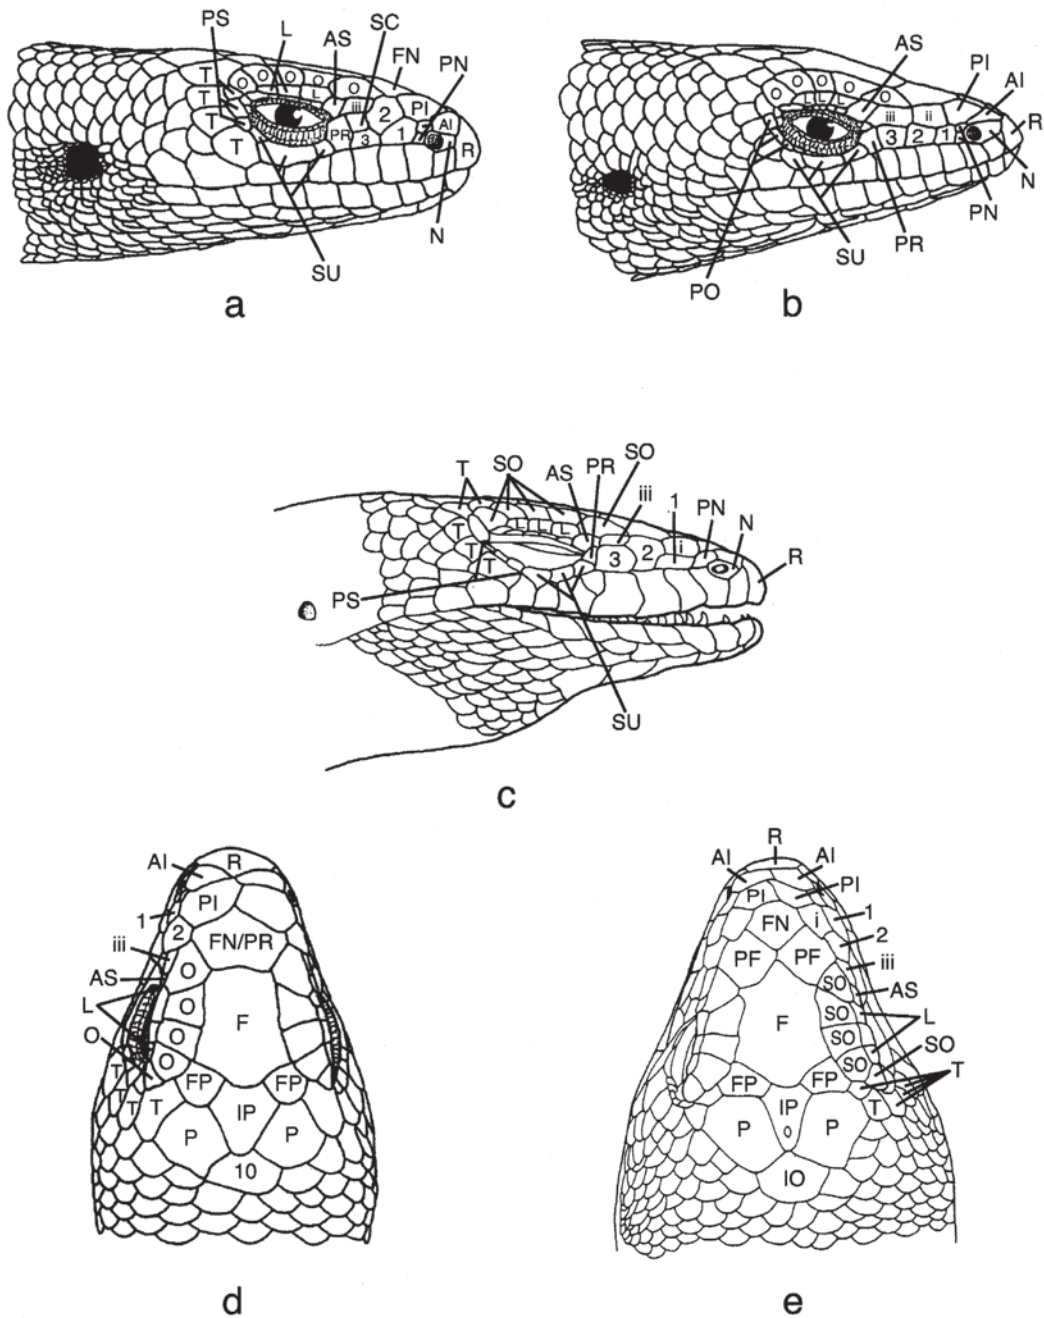 PS L AS SC FN PN
T O O O O O
T L iii 2 PI AI
T PR 3 1 R
T
N
SU
a
AS PI AI
O O O O R
L L L iii ii
3 2 1
N
PN
SU PR
PO
b
T SO AS PR SO
iii 1 PN N
T L L L i R
T 3 2
T
PS
SU
c
AI R
PI
1
2 FN/PR
iii O
AS
L O F
O O
T O FP FP
T T T IP
P P
10
d
R
AI AI
PI PI
FN i 1
2
PF PF iii
SO AS
SO L
F SO
SO SO
FP FP T
IP T
P O P
IO
e